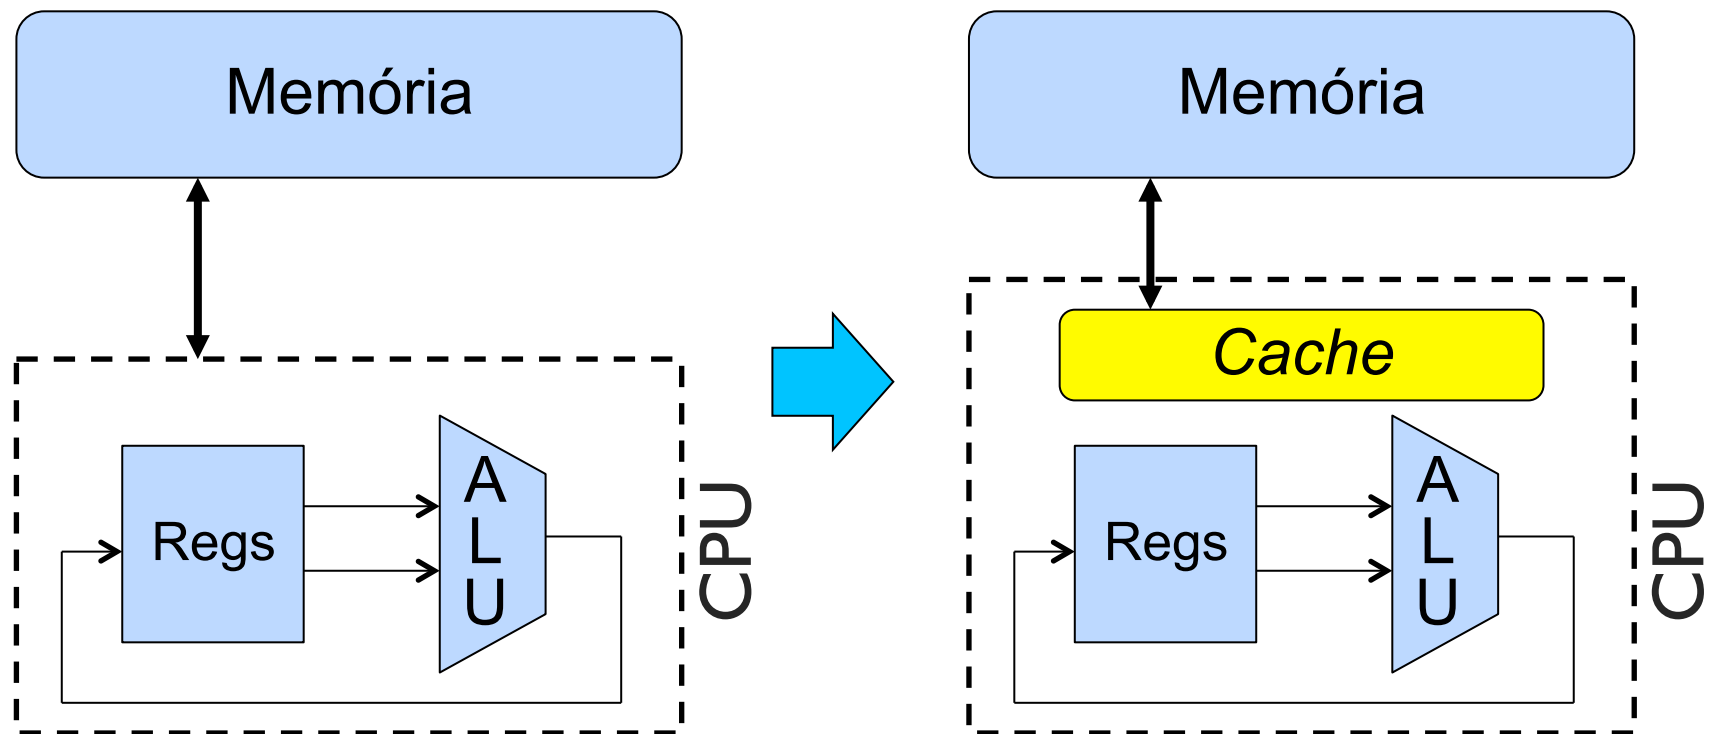 Memória
Regs
A
L
U
CPU
Memória
Cache
Regs
A
L
U
CPU